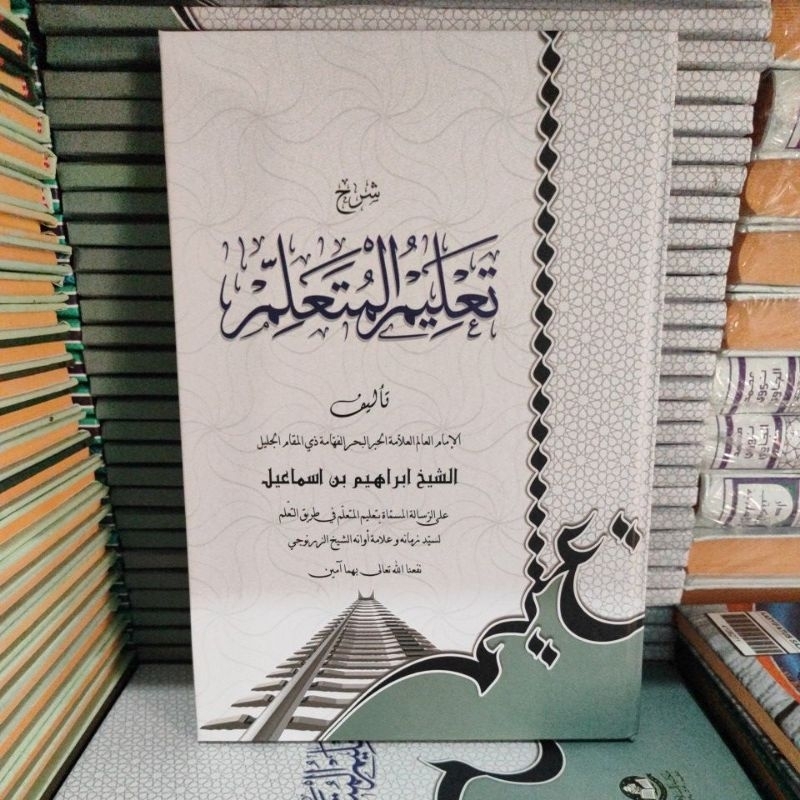 شرح
تعليم المتعلم
تأليف
الإمام العالم العلامة الحبر البحر الفهامة ذي المقام الجليل
الشيخ ابراهيم بن اسماعيل
على الرسالة المسماة بتعليم المتعلم في طريق التعلم
لسيد زمانه وعلامة أوانه الشيخ الزرنوجي
نفعنا الله تعالى بهما آمين